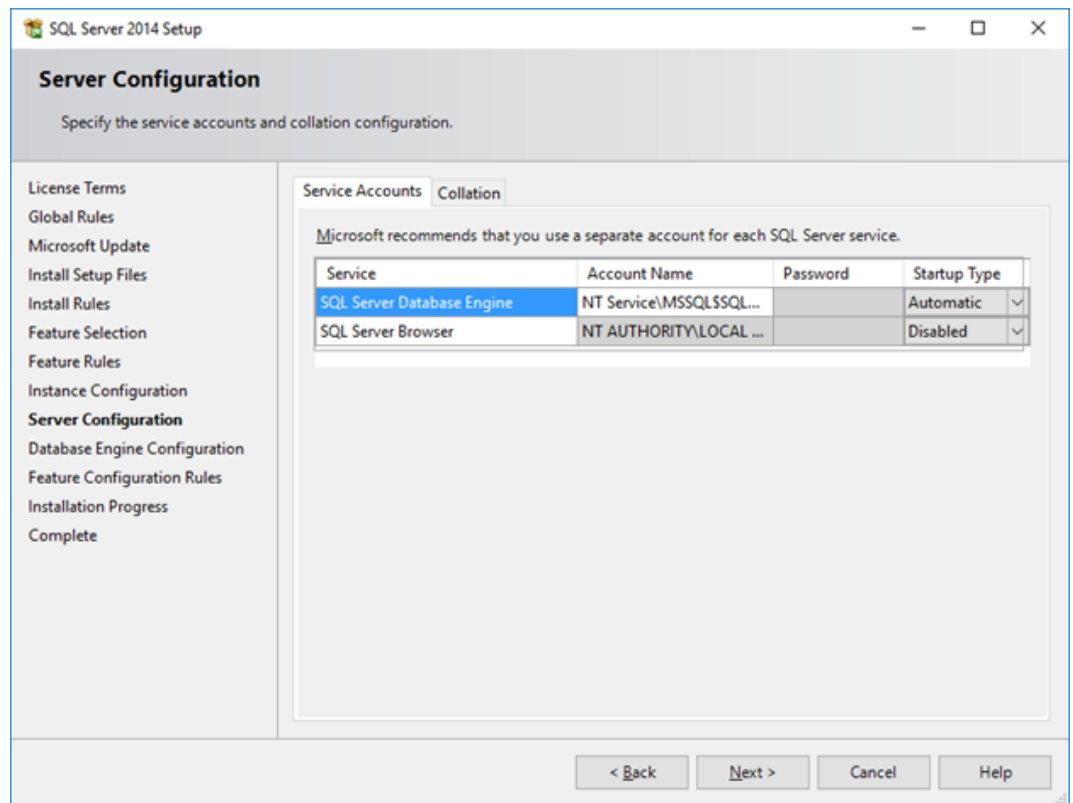 SQL Server 2014 Setup
Server Configuration
Specify the service accounts and collation configuration.
License Terms
Global Rules
Microsoft Update
Install Setup Files
Install Rules
Feature Selection
Feature Rules
Instance Configuration
Server Configuration
Database Engine Configuration
Feature Configuration Rules
Installation Progress
Complete
Service Accounts Collation
Microsoft recommends that you use a separate account for each SQL Server service.
Service Account Name Password Startup Type
SQL Server Database Engine NT Service\MSSQL$SQL... Automatic
SQL Server Browser NT AUTHORITY\LOCAL ... Disabled
< Back Next > Cancel Help